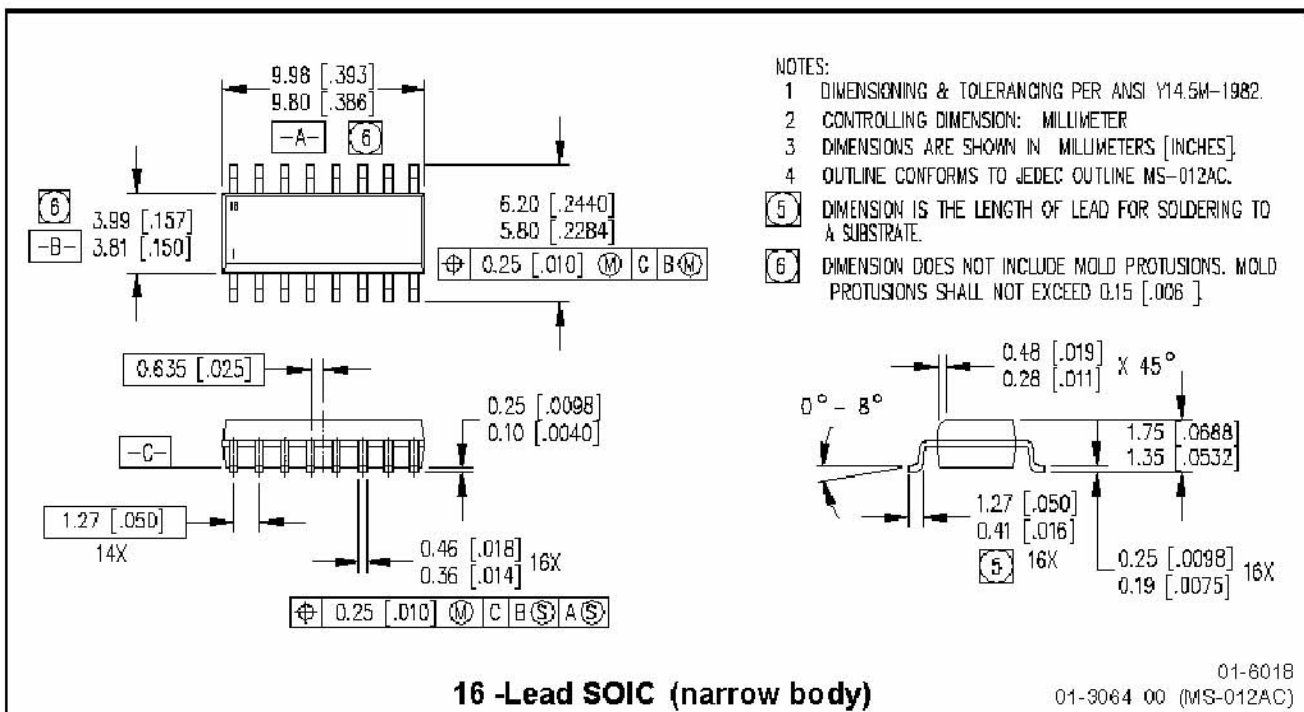 9.98 [.393]
9.80 [.386]
-A- 6
6
3.99 [.157]
-B- 3.81 [.150]
16
1
6.20 [.2440]
5.80 [.2284]
⌖ 0.25 [.010] Ⓜ C B Ⓜ
NOTES:
1 DIMENSIONING & TOLERANCING PER ANSI Y14.5M-1982.
2 CONTROLLING DIMENSION: MILLIMETER
3 DIMENSIONS ARE SHOWN IN MILLIMETERS [INCHES].
4 OUTLINE CONFORMS TO JEDEC OUTLINE MS-012AC.
5 DIMENSION IS THE LENGTH OF LEAD FOR SOLDERING TO
A SUBSTRATE.
6 DIMENSION DOES NOT INCLUDE MOLD PROTUSIONS. MOLD
PROTUSIONS SHALL NOT EXCEED 0.15 [.006 ].
0.635 [.025]
0.25 [.0098]
0.10 [.0040]
-C-
1.27 [.050]
14X
0.46 [.018]
0.36 [.014] 16X
⌖ 0.25 [.010] Ⓜ C B Ⓢ A Ⓢ
0.48 [.019]
0.28 [.011] X 45°
0° - 8°
1.75 [.0688]
1.35 [.0532]
1.27 [.050]
0.41 [.016]
5 16X
0.25 [.0098]
0.19 [.0075] 16X
16 -Lead SOIC (narrow body)
01-6018
01-3064 00 (MS-012AC)